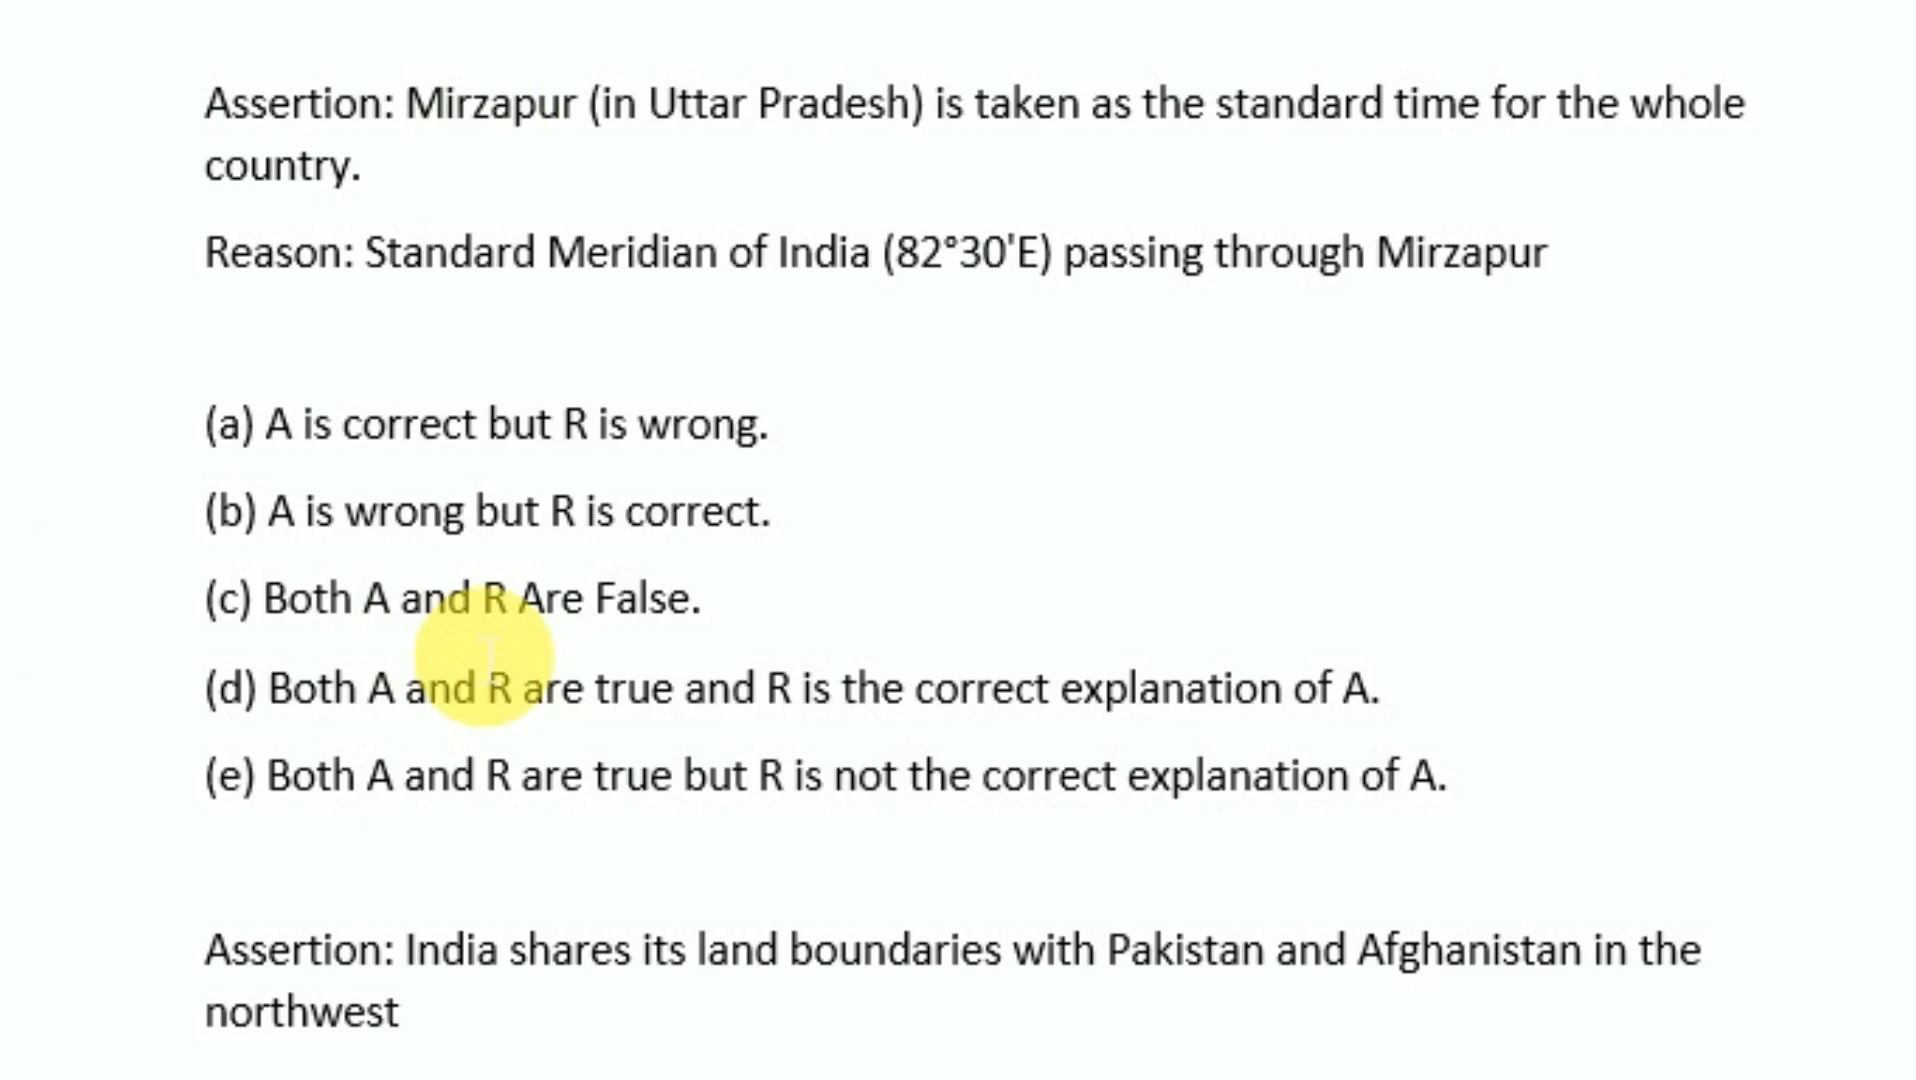 Assertion: Mirzapur (in Uttar Pradesh) is taken as the standard time for the whole
country.
Reason: Standard Meridian of India (82°30'E) passing through Mirzapur
(a) A is correct but R is wrong.
(b) A is wrong but R is correct.
(c) Both A and R Are False.
(d) Both A and R are true and R is the correct explanation of A.
(e) Both A and R are true but R is not the correct explanation of A.
Assertion: India shares its land boundaries with Pakistan and Afghanistan in the
northwest